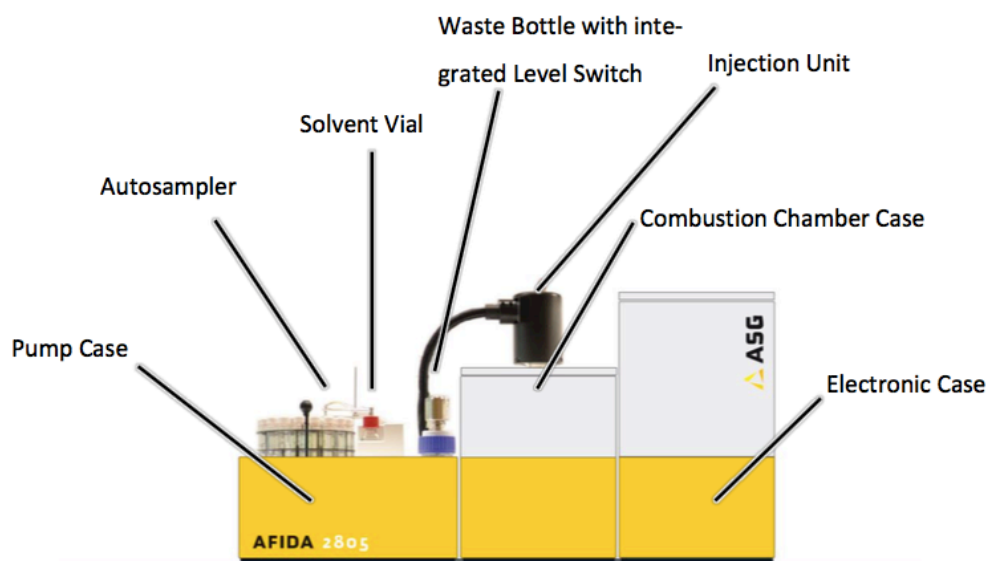 Waste Bottle with inte-
grated Level Switch
Injection Unit
Solvent Vial
Autosampler
Combustion Chamber Case
Pump Case
ASG
Electronic Case
AFIDA 2805